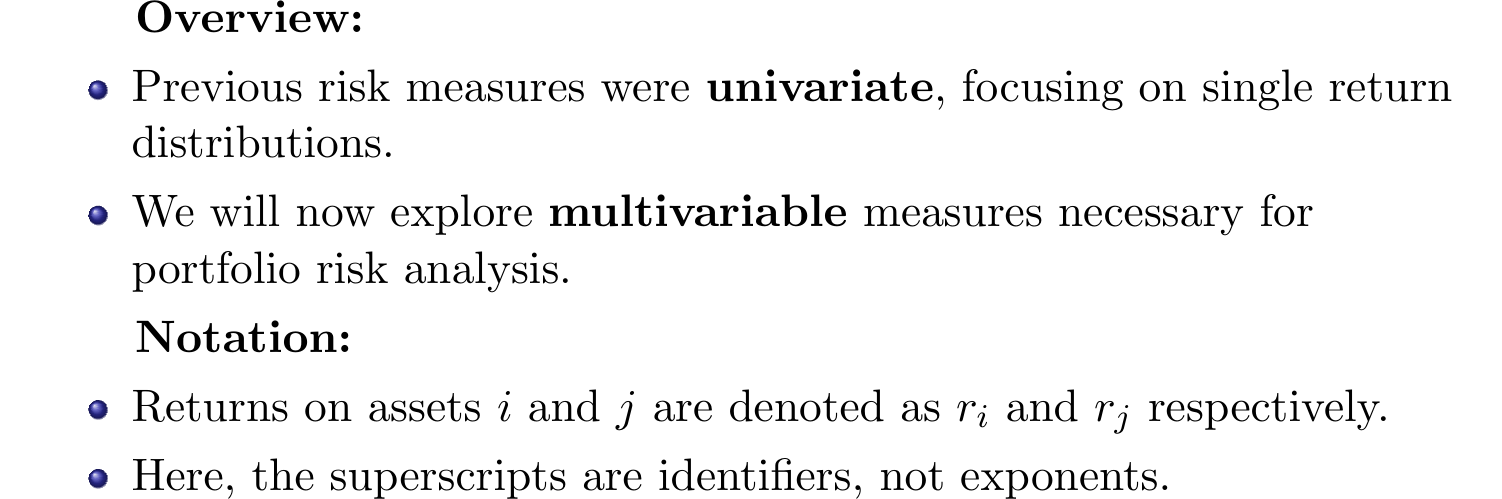 Overview:
Previous risk measures were univariate, focusing on single return
distributions.
We will now explore multivariable measures necessary for
portfolio risk analysis.
Notation:
Returns on assets i and j are denoted as r_i and r_j respectively.
Here, the superscripts are identifiers, not exponents.